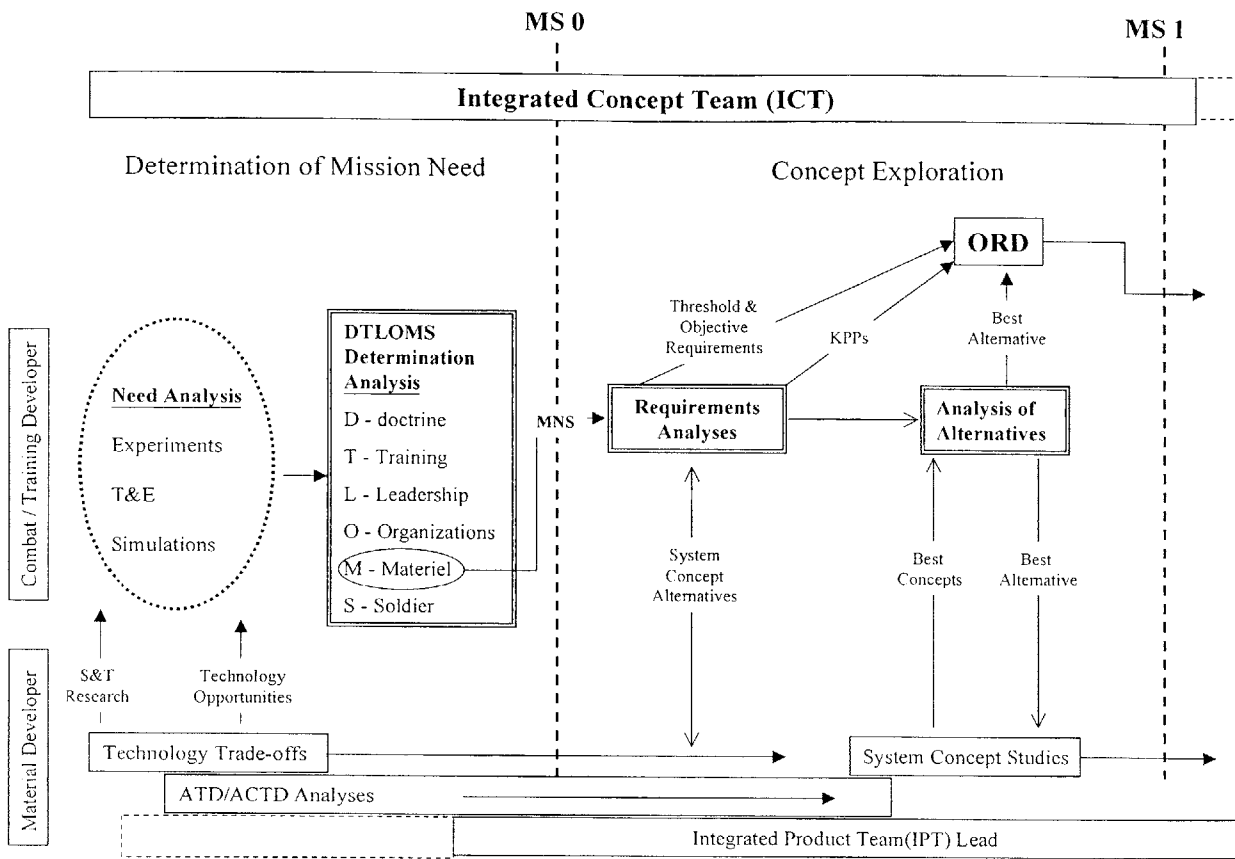 MS 0
MS 1
Integrated Concept Team (ICT)
Determination of Mission Need
Concept Exploration
ORD
Threshold &
Objective
Requirements
KPPs
Best
Alternative
Combat / Training Developer
Need Analysis
Experiments
T&E
Simulations
DTLOMS
Determination
Analysis
D - doctrine
T - Training
L - Leadership
O - Organizations
M - Materiel
S - Soldier
MNS
Requirements
Analyses
Analysis of
Alternatives
System
Concept
Alternatives
Best
Concepts
Best
Alternative
Material Developer
S&T
Research
Technology
Opportunities
Technology Trade-offs
System Concept Studies
ATD/ACTD Analyses
Integrated Product Team(IPT) Lead